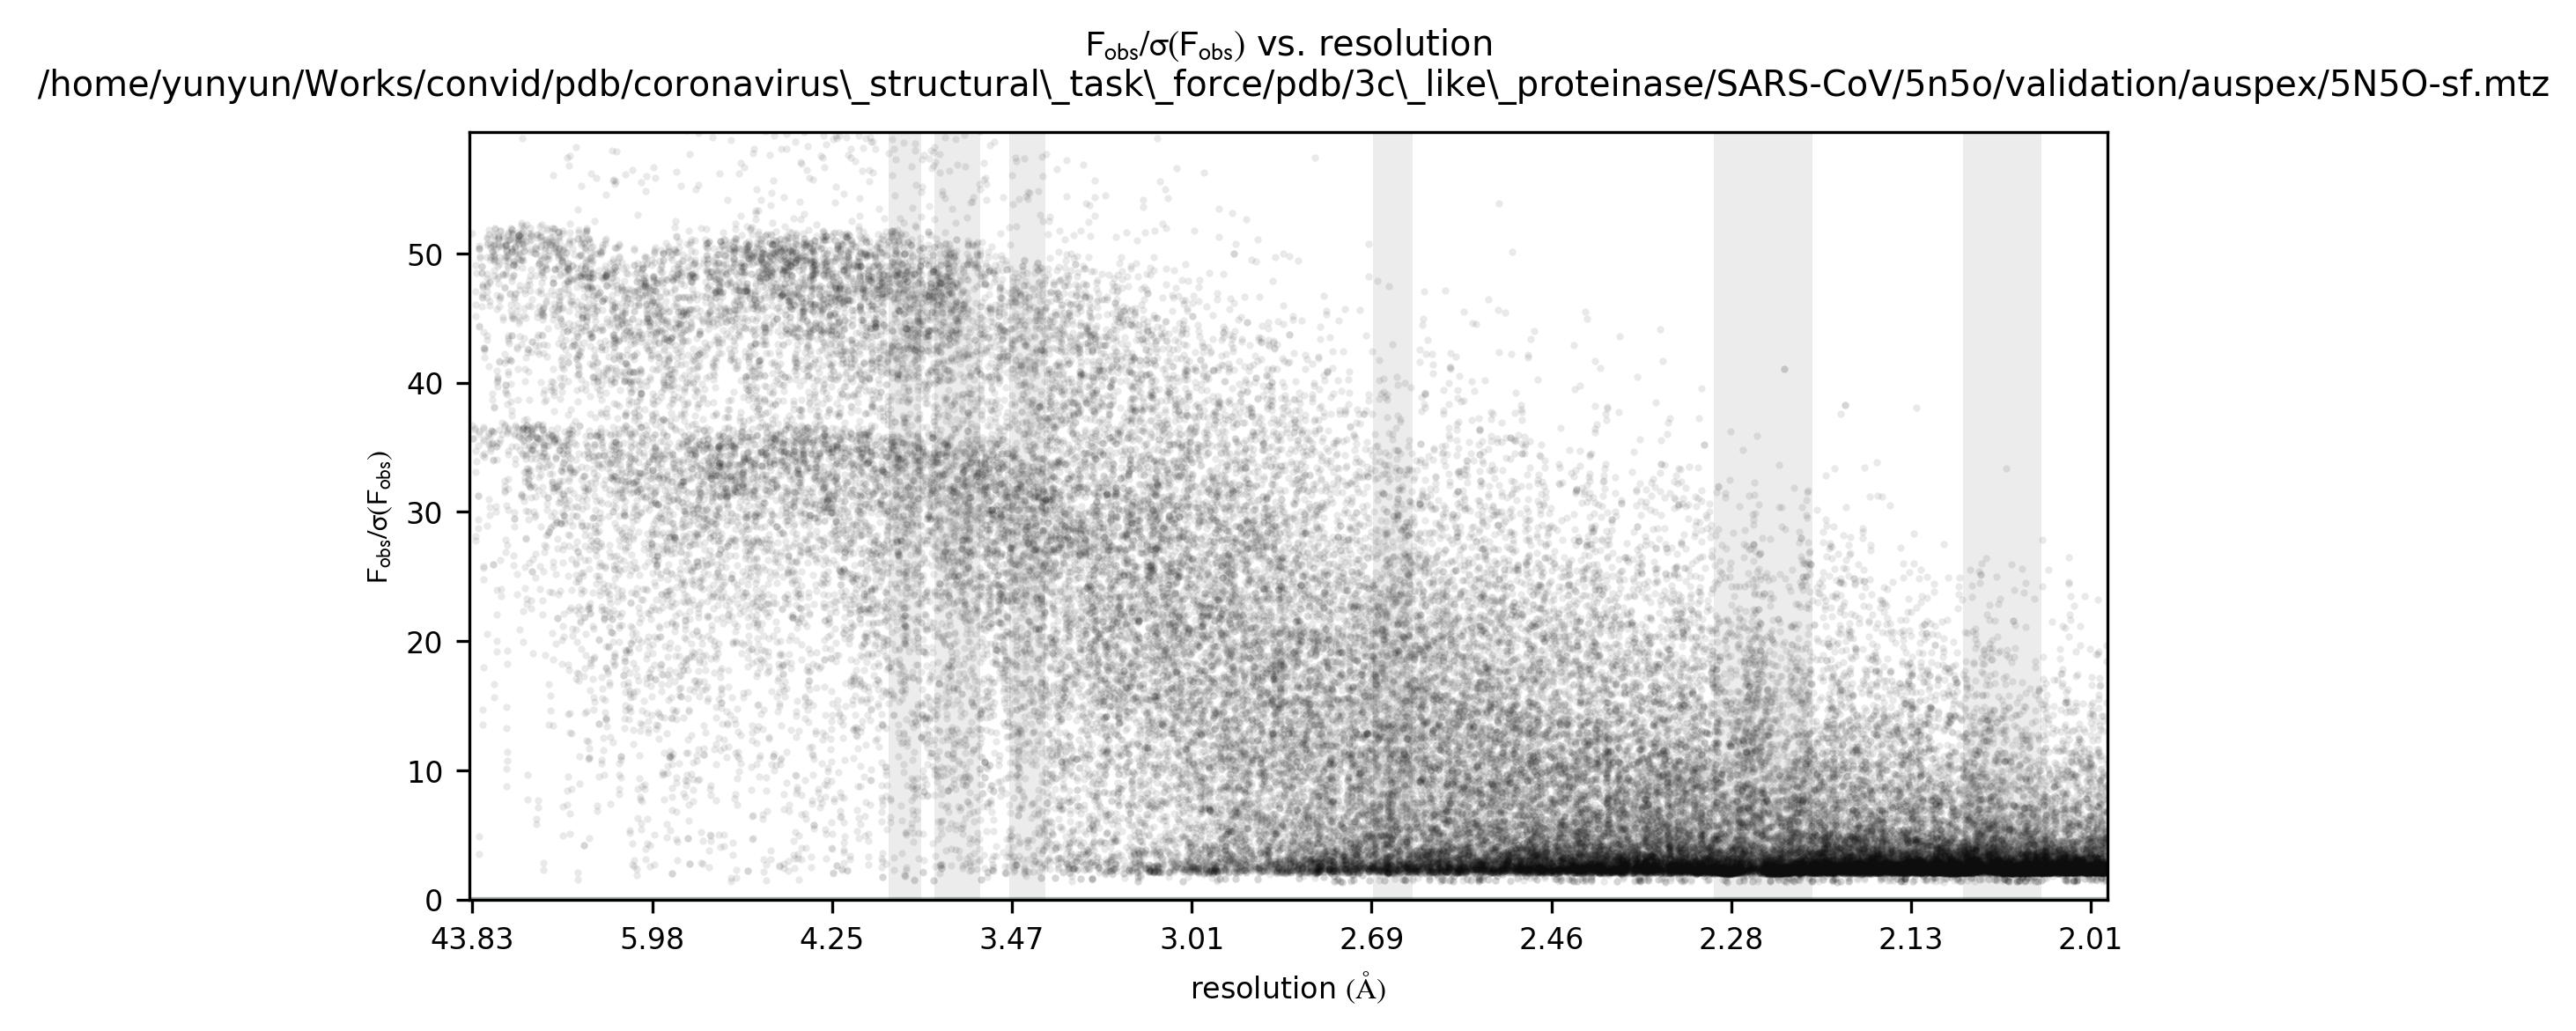 Fobs/σ(Fobs) vs. resolution
/home/yunyun/Works/convid/pdb/coronavirus\_structural\_task\_force/pdb/3c\_like\_proteinase/SARS-CoV/5n5o/validation/auspex/5N5O-sf.mtz
Fobs/σ(Fobs)
50
40
30
20
10
0
43.83 5.98 4.25 3.47 3.01 2.69 2.46 2.28 2.13 2.01
resolution (Å)